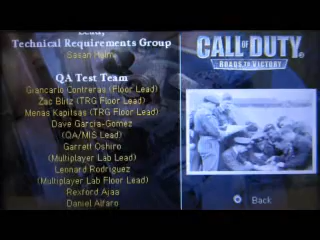 Lead,
Technical Requirements Group
QA Test Team
Giancarlo Contreras (Floor Lead)
Zac Blitz (TRG Floor Lead)
Menas Kapitsas (TRG Floor Lead)
Dave Garcia-Gomez
(QA/MIS Lead)
Garrett Oshiro
(Multiplayer Lab Lead)
Lennard Rodriguez
(Multiplayer Lab Floor Lead)
Rexford Ajaa
Daniel Alfaro
CALL OF DUTY
ROADS TO VICTORY
Back